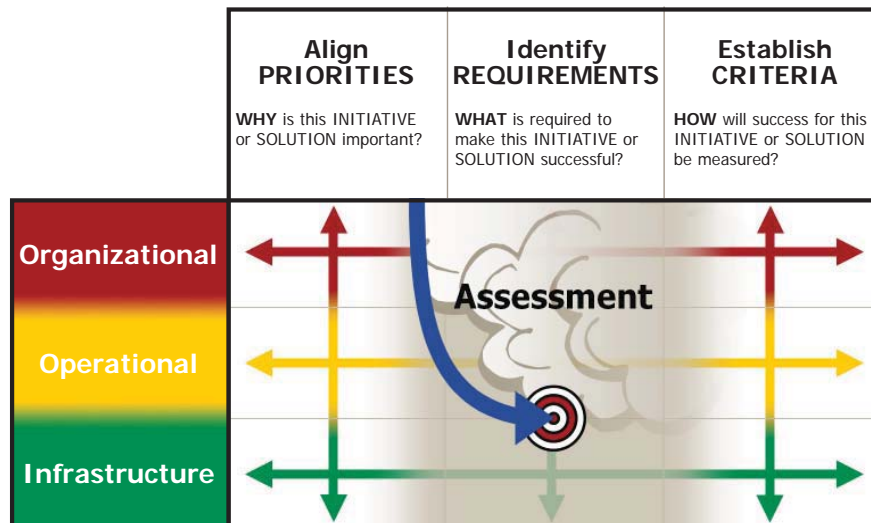 Align
PRIORITIES
WHY is this INITIATIVE
or SOLUTION important?
Identify
REQUIREMENTS
WHAT is required to
make this INITIATIVE or
SOLUTION successful?
Establish
CRITERIA
HOW will success for this
INITIATIVE or SOLUTION
be measured?
Organizational
Assessment
Operational
Infrastructure